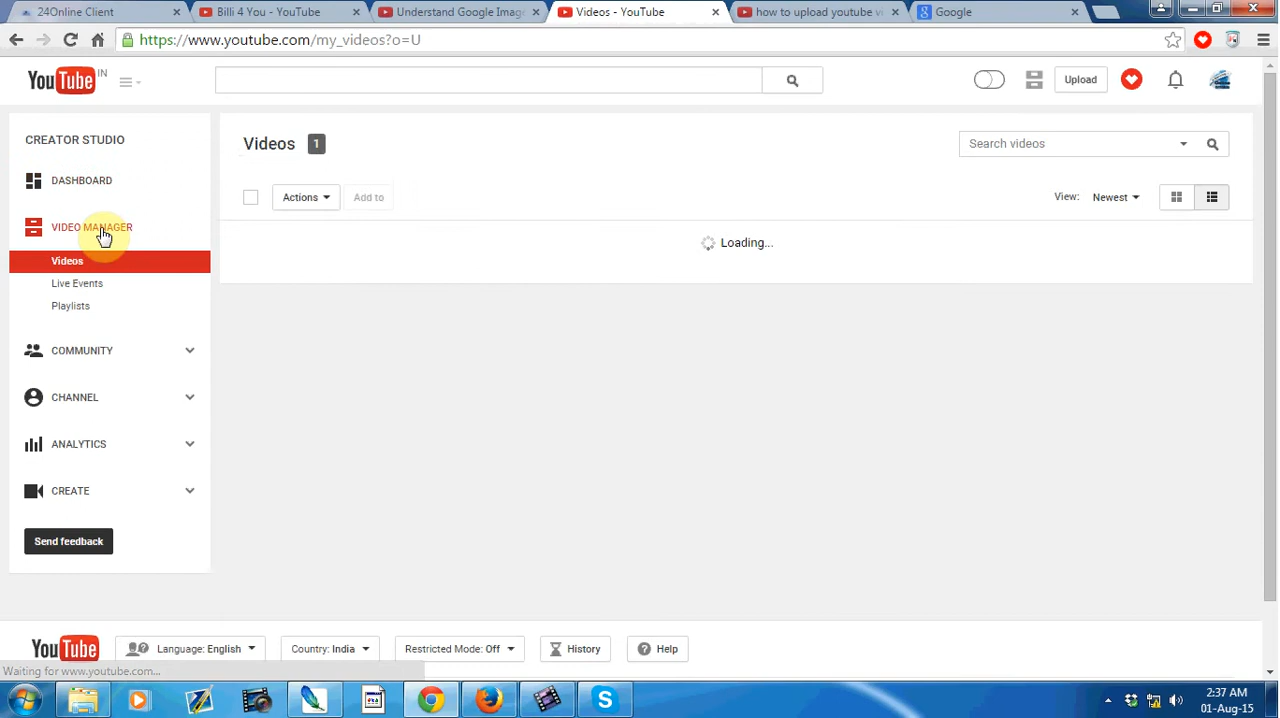 24Online Client
Billi 4 You - YouTube
Understand Google Imag
Videos - YouTube
how to upload youtube vi
Google
https://www.youtube.com/my_videos?o=U
YouTube IN
Upload
CREATOR STUDIO
DASHBOARD
VIDEO MANAGER
Videos
Live Events
Playlists
COMMUNITY
CHANNEL
ANALYTICS
CREATE
Send feedback
Videos 1
Search videos
Actions
Add to
View:
Newest
Loading...
YouTube
Language: English
Country: India
Restricted Mode: Off
History
Help
Waiting for www.youtube.com...
2:37 AM
01-Aug-15